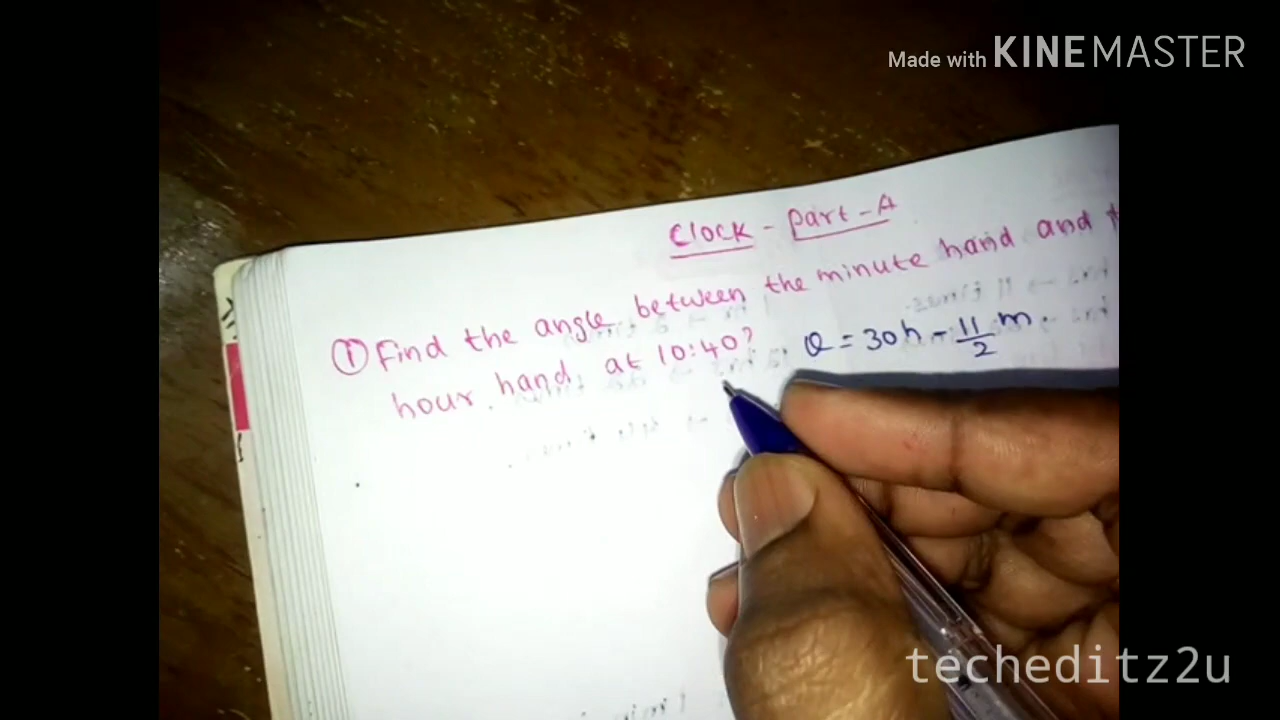 Made with KINEMASTER
Clock - Part-A
① Find the angle between the minute hand and
hour hand at 10:40?
θ = 30h - 11/2 m.
techeditz2u